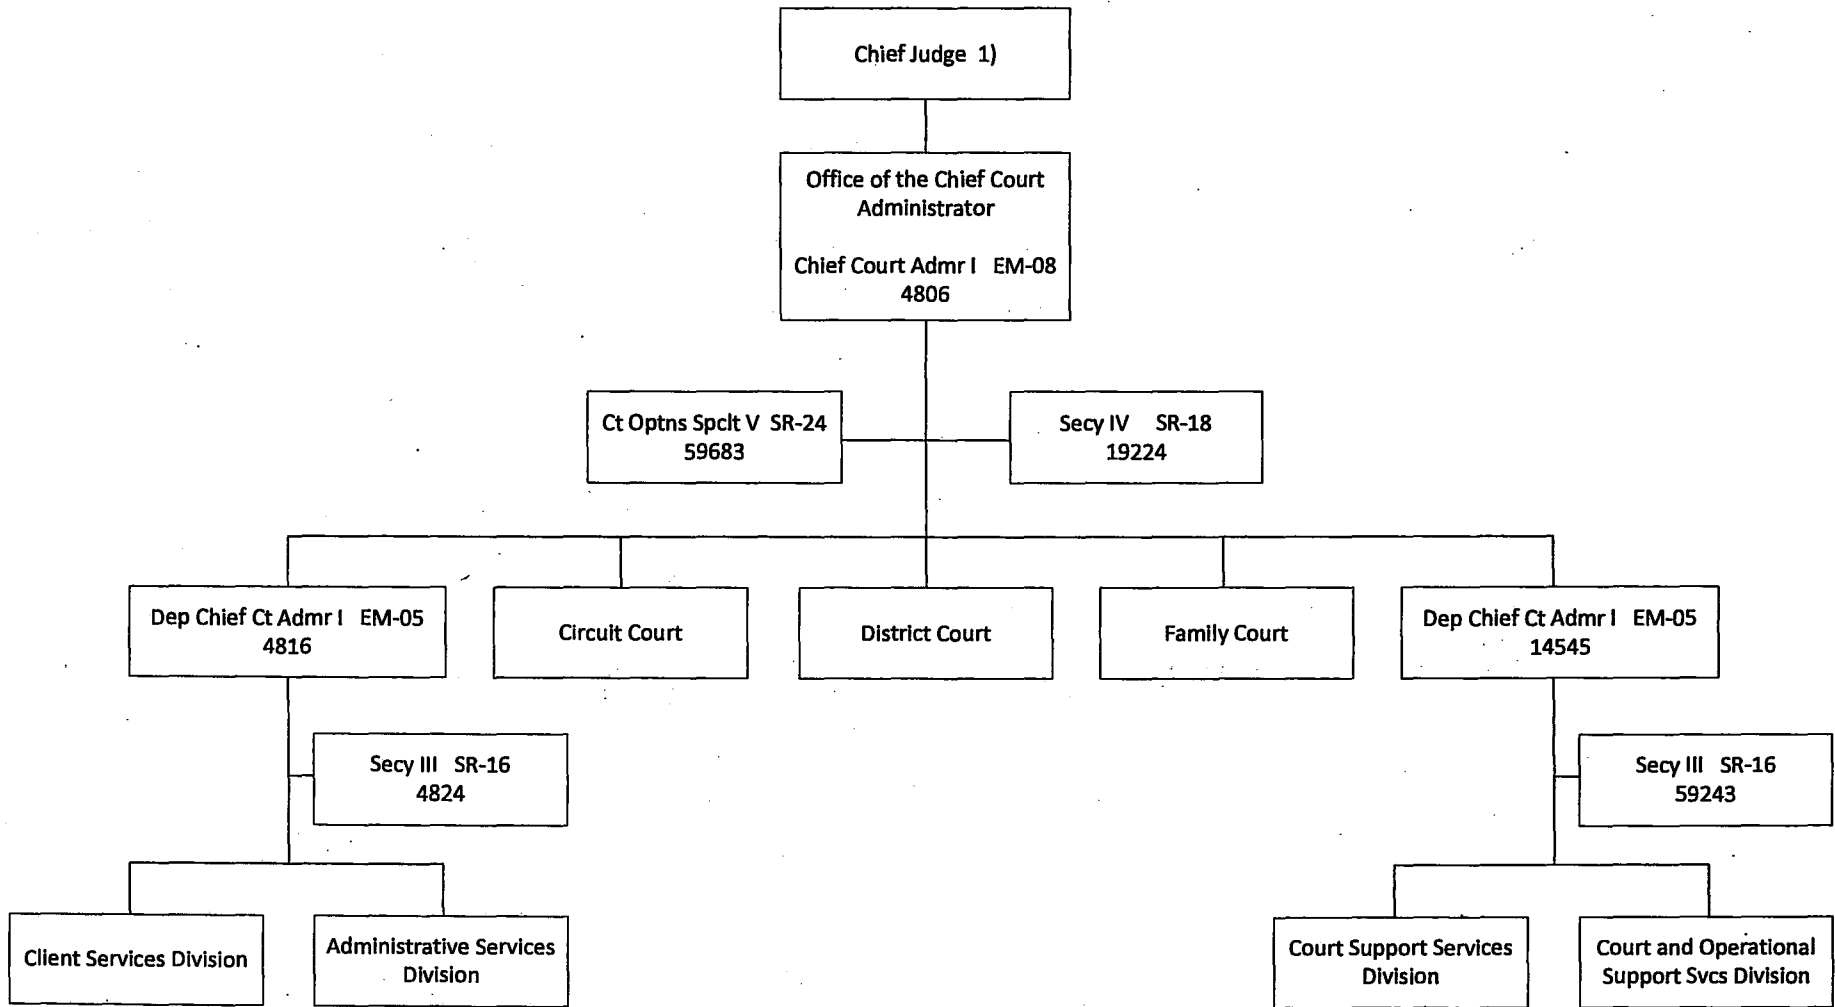 Chief Judge 1)
Office of the Chief Court
Administrator
Chief Court Admr I EM-08
4806
Ct Optns Spclt V SR-24
59683
Secy IV SR-18
19224
Dep Chief Ct Admr I EM-05
4816
Circuit Court
District Court
Family Court
Dep Chief Ct Admr I EM-05
14545
Secy III SR-16
4824
Secy III SR-16
59243
Client Services Division
Administrative Services
Division
Court Support Services
Division
Court and Operational
Support Svcs Division